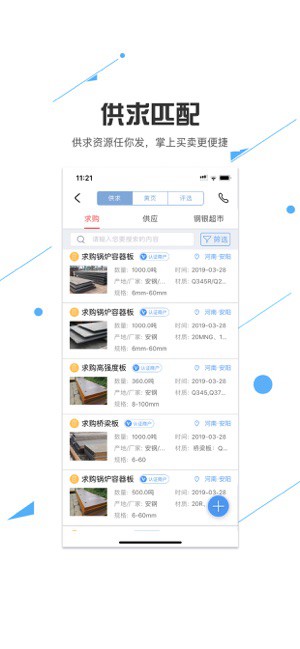 供求匹配
供求资源任你发，掌上买卖更便捷
11:21
供求 黄页 评选
求购 供应 钢银超市
请输入您要搜索的内容 筛选
求购锅炉容器板 认证商户 河南·安阳
数量: 1000.0吨 时间: 2019-03-28
产地/厂家: 安钢/... 材质: Q345R/Q2...
规格: 6mm-60mm
求购锅炉容器板 认证商户 河南·安阳
数量: 1000.0吨 时间: 2019-03-28
产地/厂家: 安钢/... 材质: 20MNG、1...
规格: 6mm-60mm
求购高强度板 认证商户 河南·安阳
数量: 360.0吨 时间: 2019-03-28
产地/厂家: 安钢 材质: Q345,Q37...
规格: 8-100mm
求购桥梁板 认证商户 河南·安阳
数量: 1000.0吨 时间: 2019-03-28
产地/厂家: 安钢/... 材质: 桥梁板：Q...
规格: 6-60
求购锅炉容器板 认证商户 河南·安阳
数量: 500.0吨 时间: 2019-03-28
产地/厂家: 安钢 材质: 20R、
规格: 6-60mm